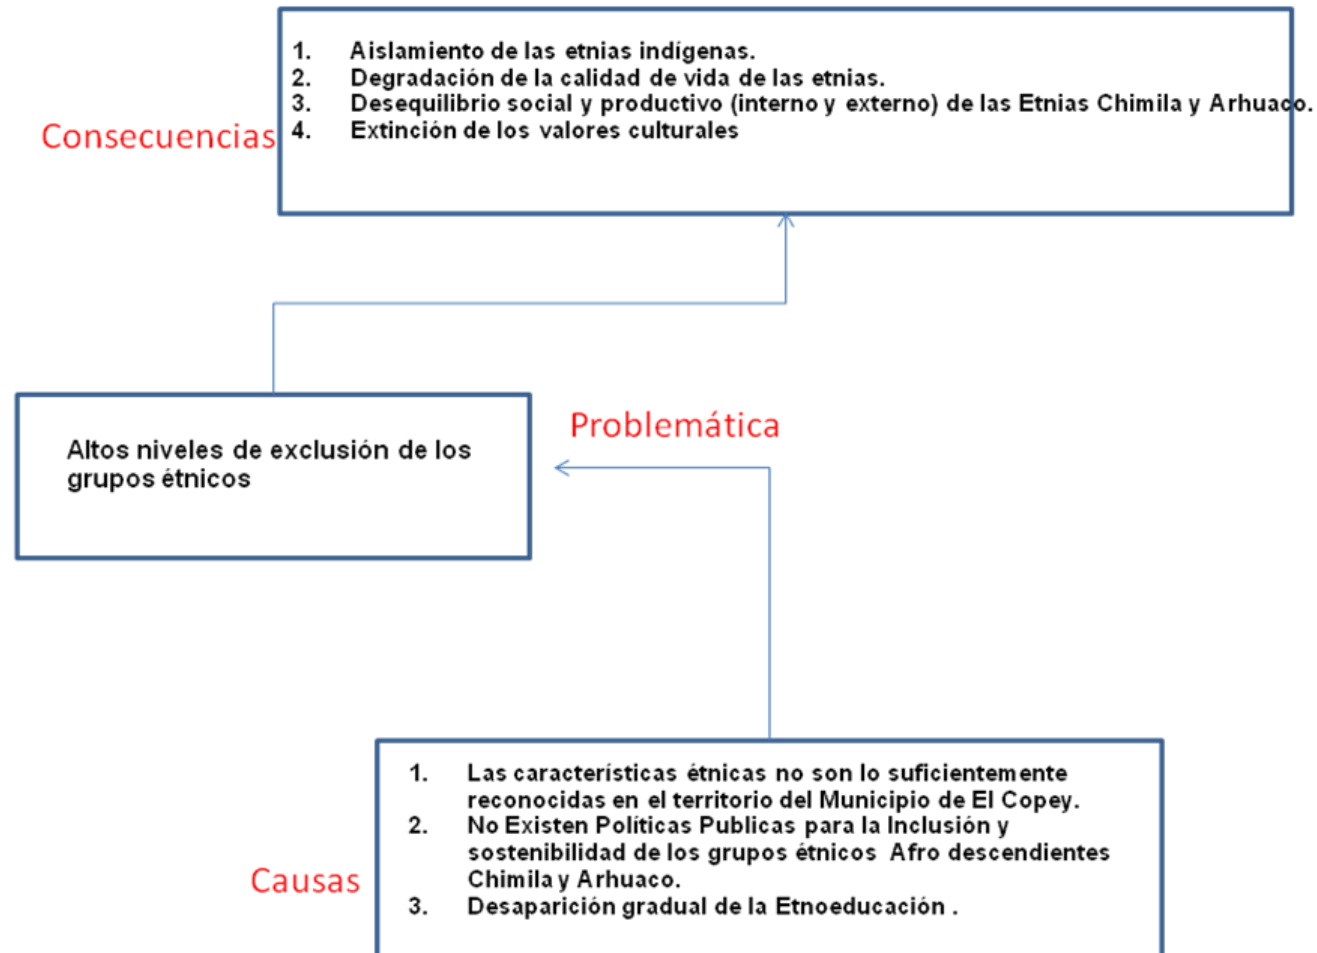 1. Aislamiento de las etnias indígenas.
2. Degradación de la calidad de vida de las etnias.
3. Desequilibrio social y productivo (interno y externo) de las Etnias Chimila y Arhuaco.
4. Extinción de los valores culturales
Consecuencias
Problemática
Altos niveles de exclusión de los
grupos étnicos
1. Las características étnicas no son lo suficientemente
reconocidas en el territorio del Municipio de El Copey.
2. No Existen Políticas Publicas para la Inclusión y
sostenibilidad de los grupos étnicos Afro descendientes
Chimila y Arhuaco.
3. Desaparición gradual de la Etnoeducación .
Causas